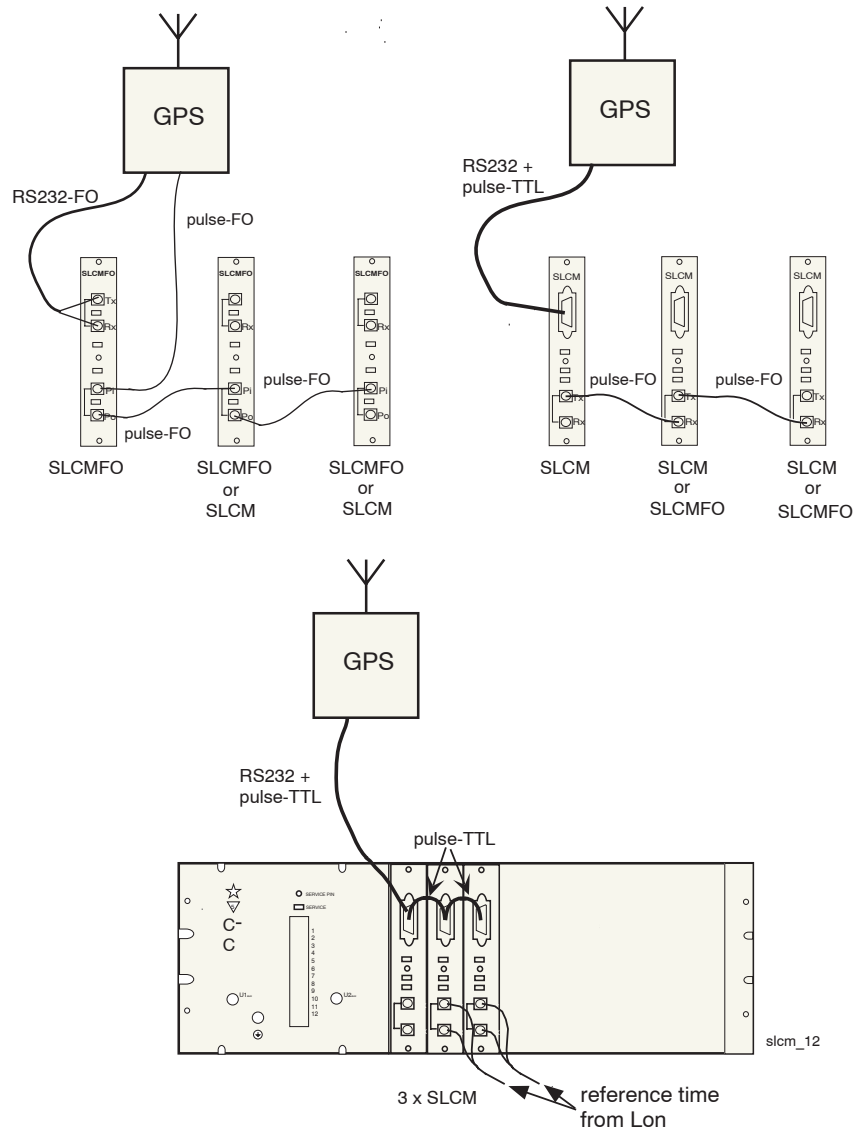 GPS
RS232-FO
pulse-FO
SLCMFO
SLCMFO
SLCMFO
Tx
Rx
Rx
Rx
Pi
Pi
Pi
Po
Po
Po
pulse-FO
pulse-FO
SLCMFO
SLCMFO
or
SLCM
SLCMFO
or
SLCM
GPS
RS232 +
pulse-TTL
SLCM
SLCM
SLCM
pulse-FO
pulse-FO
Tx
Tx
Tx
Rx
Rx
Rx
SLCM
SLCM
or
SLCMFO
SLCM
or
SLCMFO
GPS
RS232 +
pulse-TTL
pulse-TTL
SERVICE PIN
SERVICE
C-
C
1
2
3
4
5
6
7
8
9
10
11
12
U1
U2
slcm_12
3 x SLCM
reference time
from Lon